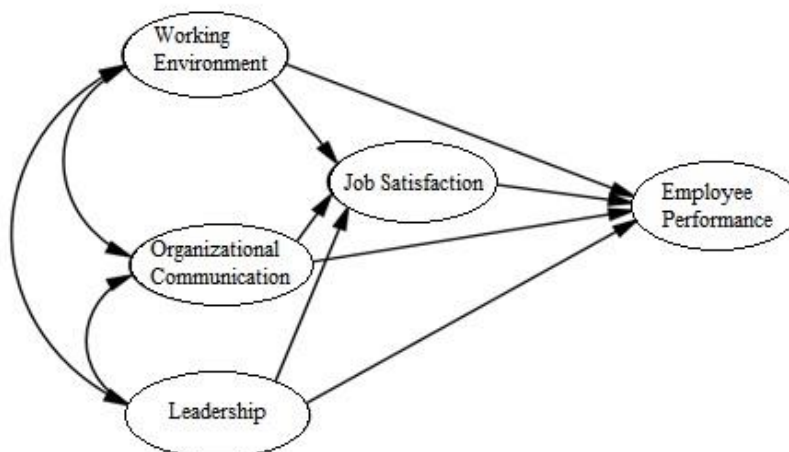 Working
Environment
Job Satisfaction
Employee
Performance
Organizational
Communication
Leadership